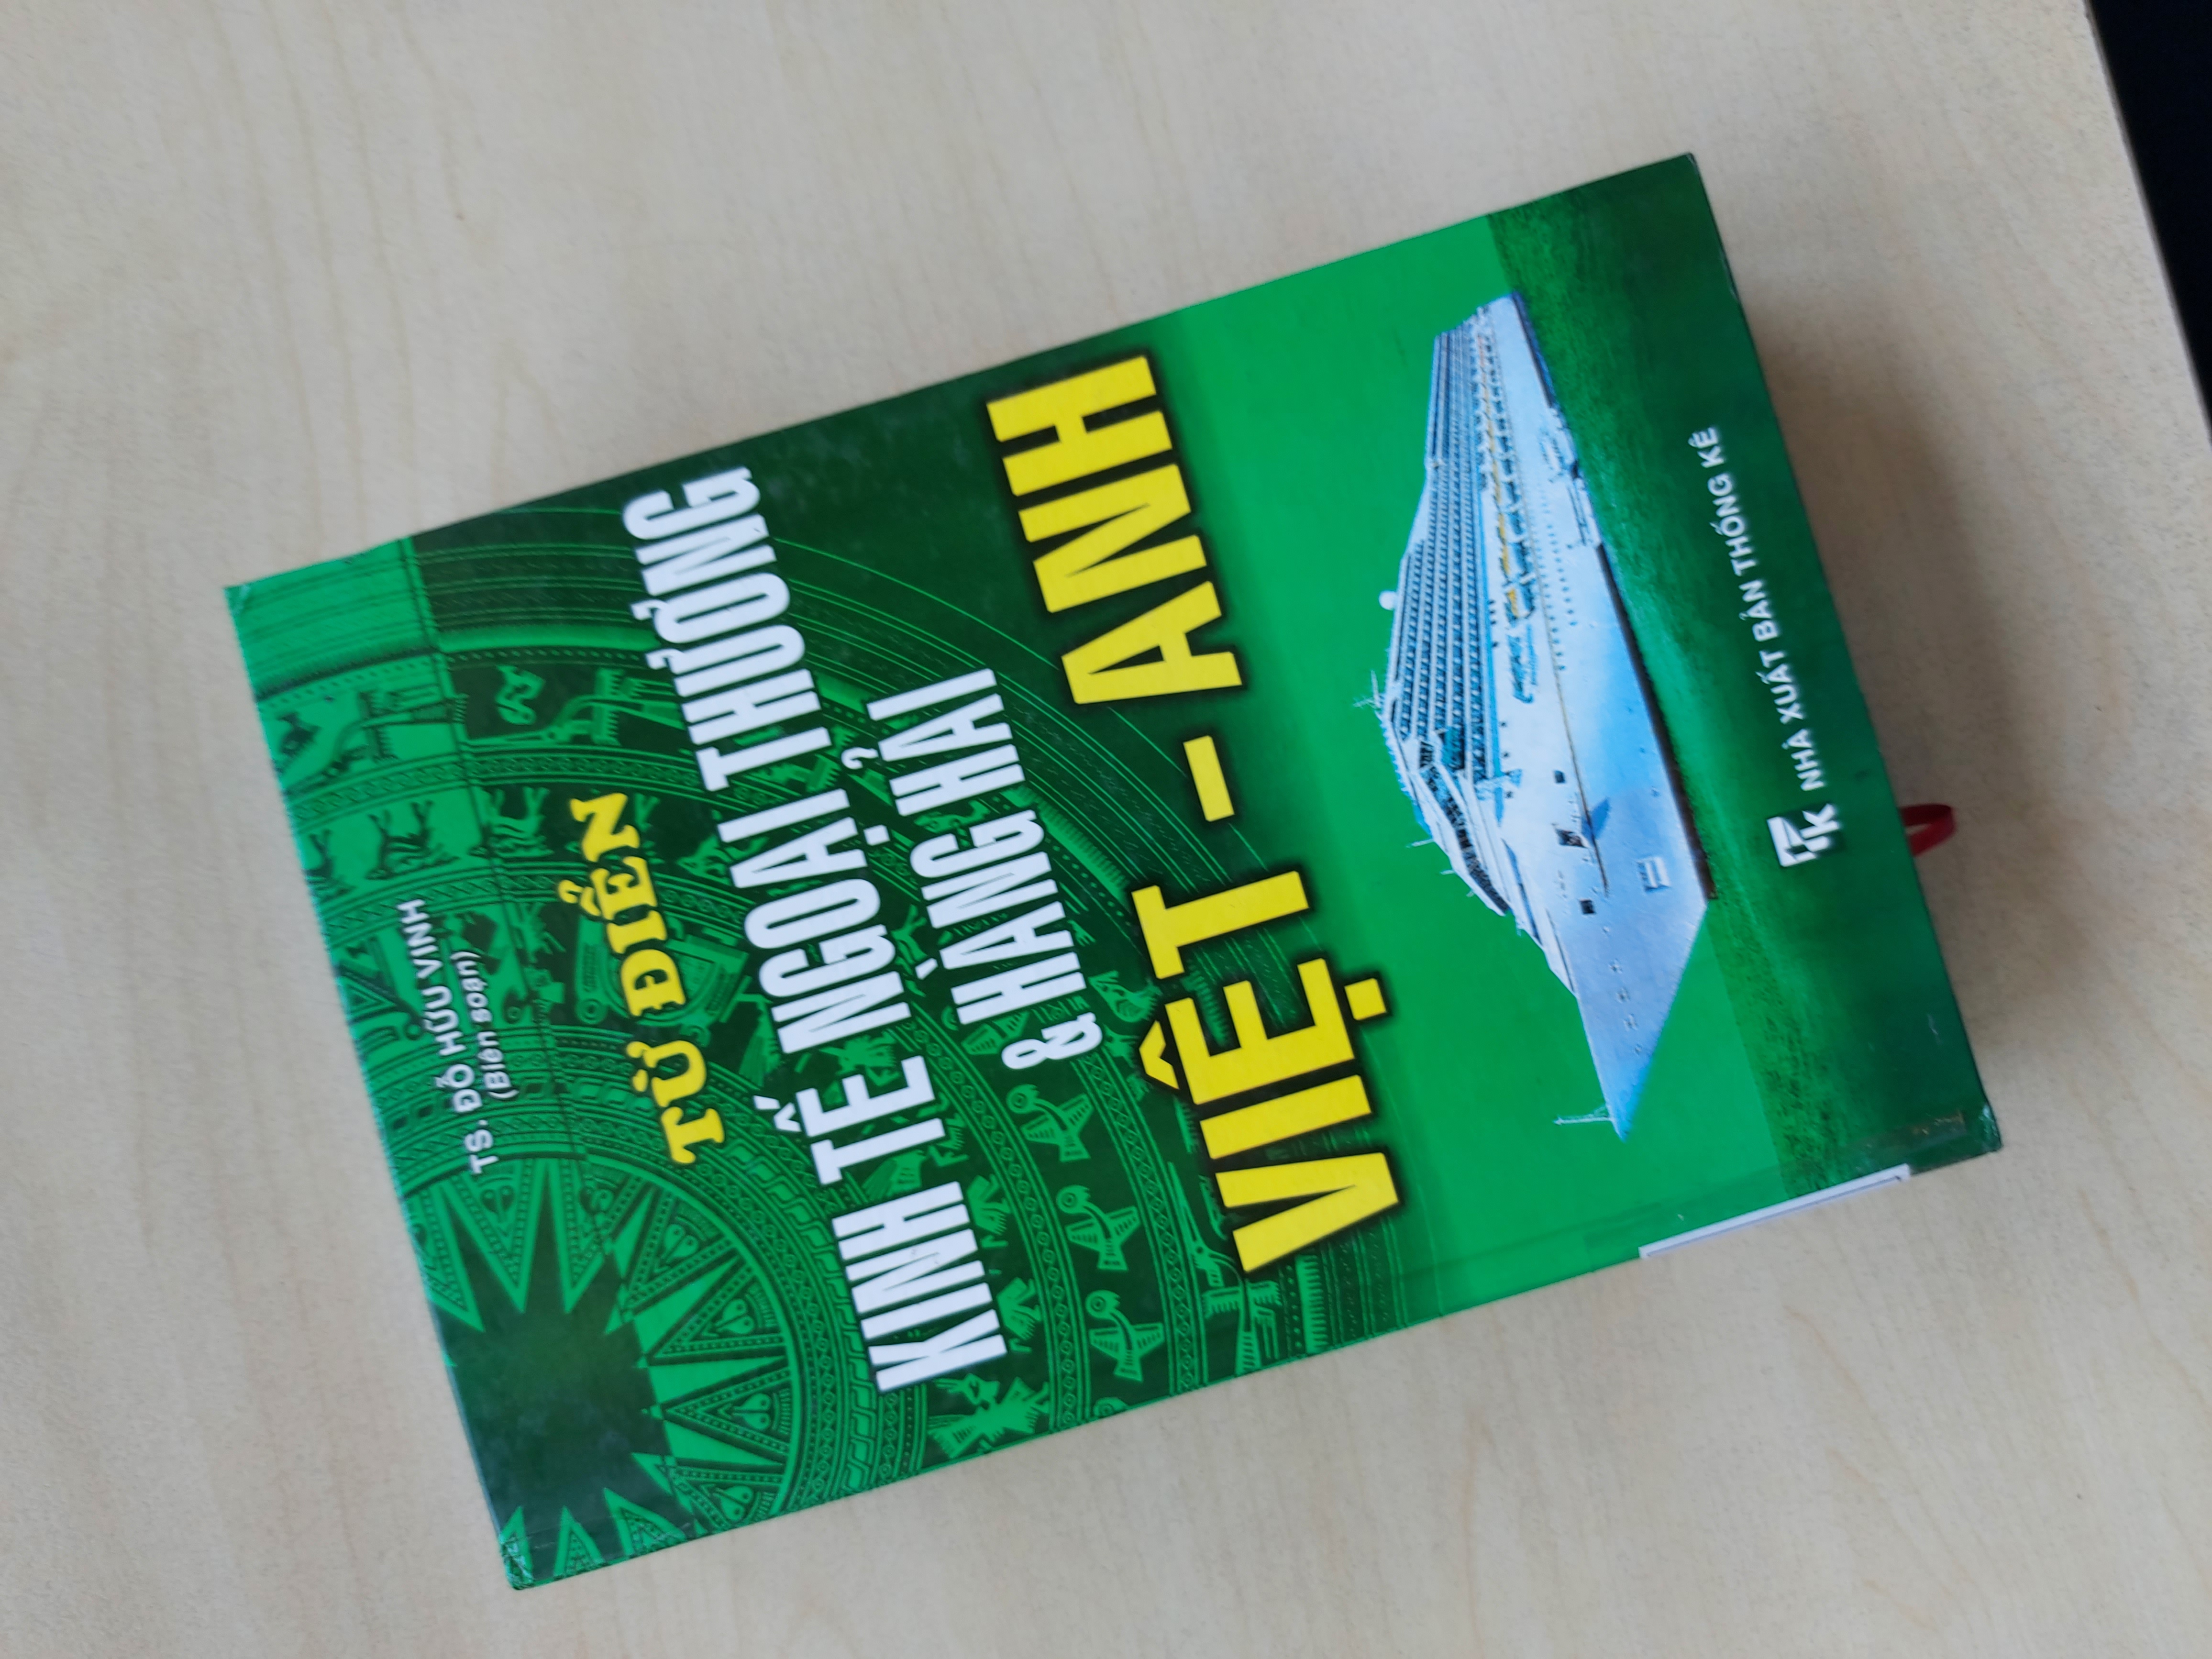 TS. ĐỖ HỮU VINH
(Biên soạn)
TỪ ĐIỂN
KINH TẾ NGOẠI THƯƠNG
& HÀNG HẢI
VIỆT - ANH
NHÀ XUẤT BẢN THỐNG KÊ